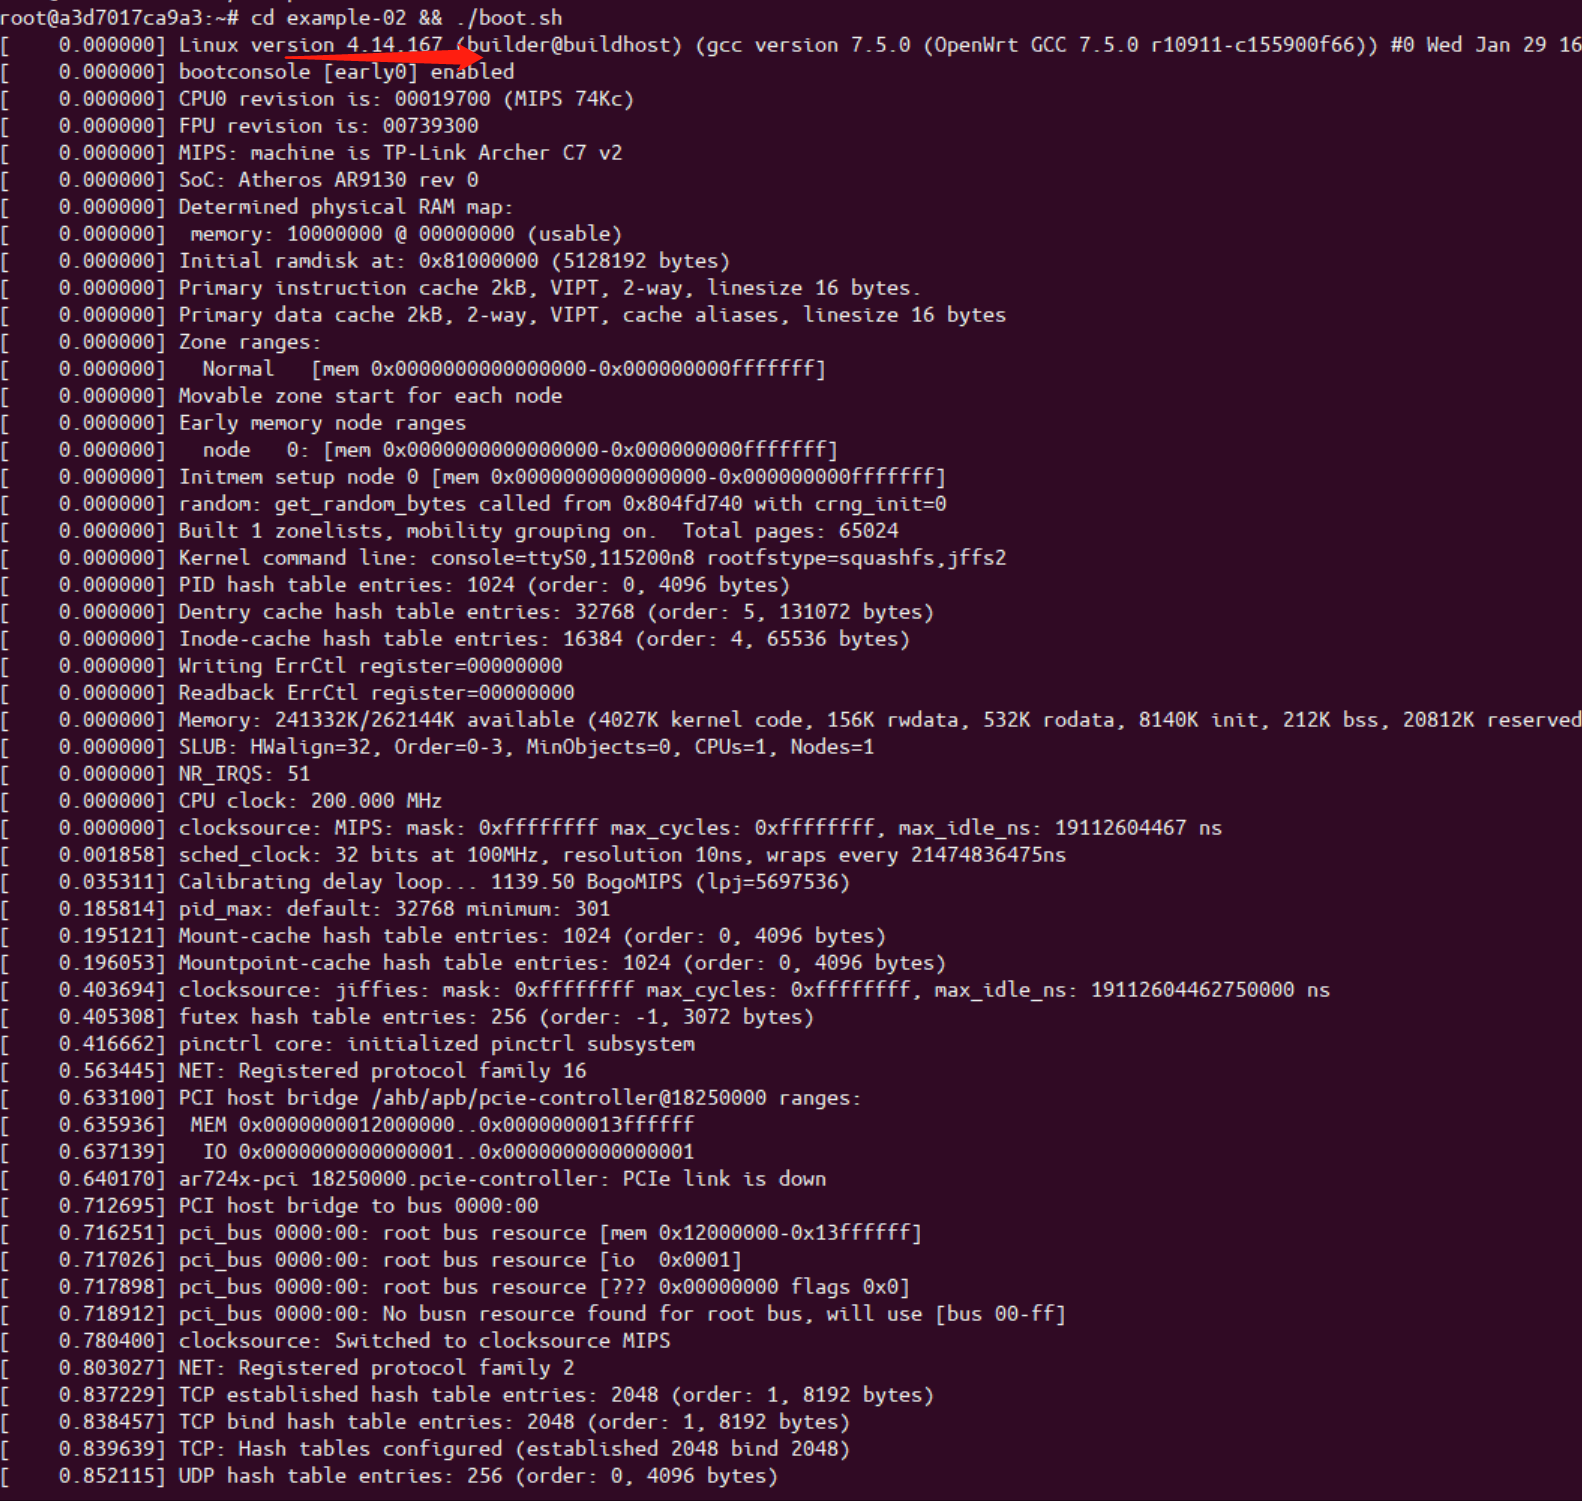 root@a3d7017ca9a3:~# cd example-02 && ./boot.sh
[    0.000000] Linux version 4.14.167 (builder@buildhost) (gcc version 7.5.0 (OpenWrt GCC 7.5.0 r10911-c155900f66)) #0 Wed Jan 29 16
[    0.000000] bootconsole [early0] enabled
[    0.000000] CPU0 revision is: 00019700 (MIPS 74Kc)
[    0.000000] FPU revision is: 00739300
[    0.000000] MIPS: machine is TP-Link Archer C7 v2
[    0.000000] SoC: Atheros AR9130 rev 0
[    0.000000] Determined physical RAM map:
[    0.000000]  memory: 10000000 @ 00000000 (usable)
[    0.000000] Initial ramdisk at: 0x81000000 (5128192 bytes)
[    0.000000] Primary instruction cache 2kB, VIPT, 2-way, linesize 16 bytes.
[    0.000000] Primary data cache 2kB, 2-way, VIPT, cache aliases, linesize 16 bytes
[    0.000000] Zone ranges:
[    0.000000]   Normal   [mem 0x0000000000000000-0x000000000fffffff]
[    0.000000] Movable zone start for each node
[    0.000000] Early memory node ranges
[    0.000000]   node   0: [mem 0x0000000000000000-0x000000000fffffff]
[    0.000000] Initmem setup node 0 [mem 0x0000000000000000-0x000000000fffffff]
[    0.000000] random: get_random_bytes called from 0x804fd740 with crng_init=0
[    0.000000] Built 1 zonelists, mobility grouping on.  Total pages: 65024
[    0.000000] Kernel command line: console=ttyS0,115200n8 rootfstype=squashfs,jffs2
[    0.000000] PID hash table entries: 1024 (order: 0, 4096 bytes)
[    0.000000] Dentry cache hash table entries: 32768 (order: 5, 131072 bytes)
[    0.000000] Inode-cache hash table entries: 16384 (order: 4, 65536 bytes)
[    0.000000] Writing ErrCtl register=00000000
[    0.000000] Readback ErrCtl register=00000000
[    0.000000] Memory: 241332K/262144K available (4027K kernel code, 156K rwdata, 532K rodata, 8140K init, 212K bss, 20812K reserved
[    0.000000] SLUB: HWalign=32, Order=0-3, MinObjects=0, CPUs=1, Nodes=1
[    0.000000] NR_IRQS: 51
[    0.000000] CPU clock: 200.000 MHz
[    0.000000] clocksource: MIPS: mask: 0xffffffff max_cycles: 0xffffffff, max_idle_ns: 19112604467 ns
[    0.001858] sched_clock: 32 bits at 100MHz, resolution 10ns, wraps every 21474836475ns
[    0.035311] Calibrating delay loop... 1139.50 BogoMIPS (lpj=5697536)
[    0.185814] pid_max: default: 32768 minimum: 301
[    0.195121] Mount-cache hash table entries: 1024 (order: 0, 4096 bytes)
[    0.196053] Mountpoint-cache hash table entries: 1024 (order: 0, 4096 bytes)
[    0.403694] clocksource: jiffies: mask: 0xffffffff max_cycles: 0xffffffff, max_idle_ns: 19112604462750000 ns
[    0.405308] futex hash table entries: 256 (order: -1, 3072 bytes)
[    0.416662] pinctrl core: initialized pinctrl subsystem
[    0.563445] NET: Registered protocol family 16
[    0.633100] PCI host bridge /ahb/apb/pcie-controller@18250000 ranges:
[    0.635936]  MEM 0x0000000012000000..0x0000000013ffffff
[    0.637139]   IO 0x0000000000000001..0x0000000000000001
[    0.640170] ar724x-pci 18250000.pcie-controller: PCIe link is down
[    0.712695] PCI host bridge to bus 0000:00
[    0.716251] pci_bus 0000:00: root bus resource [mem 0x12000000-0x13ffffff]
[    0.717026] pci_bus 0000:00: root bus resource [io  0x0001]
[    0.717898] pci_bus 0000:00: root bus resource [??? 0x00000000 flags 0x0]
[    0.718912] pci_bus 0000:00: No busn resource found for root bus, will use [bus 00-ff]
[    0.780400] clocksource: Switched to clocksource MIPS
[    0.803027] NET: Registered protocol family 2
[    0.837229] TCP established hash table entries: 2048 (order: 1, 8192 bytes)
[    0.838457] TCP bind hash table entries: 2048 (order: 1, 8192 bytes)
[    0.839639] TCP: Hash tables configured (established 2048 bind 2048)
[    0.852115] UDP hash table entries: 256 (order: 0, 4096 bytes)